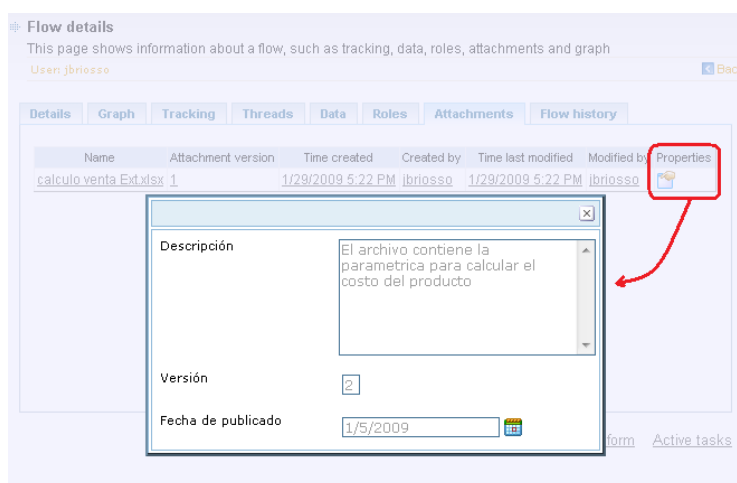 Flow details
This page shows information about a flow, such as tracking, data, roles, attachments and graph
User: jbriosso
Details Graph Tracking Threads Data Roles Attachments Flow history
Name Attachment version Time created Created by Time last modified Modified by Properties
calculo venta Ext.xlsx 1 1/29/2009 5:22 PM jbriosso 1/29/2009 5:22 PM jbriosso
Descripción
El archivo contiene la
parametrica para calcular el
costo del producto
Versión
2
Fecha de publicado
1/5/2009
form Active tasks